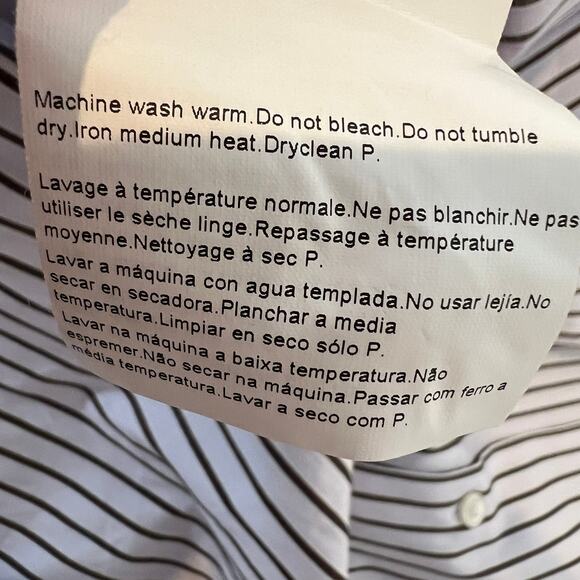 Machine wash warm.Do not bleach.Do not tumble
dry.Iron medium heat.Dryclean P.
Lavage à température normale.Ne pas blanchir.Ne pas
utiliser le sèche linge.Repassage à température
moyenne.Nettoyage à sec P.
Lavar a máquina con agua templada.No usar lejía.No
secar en secadora.Planchar a media
temperatura.Limpiar en seco sólo P.
Lavar na máquina a baixa temperatura.Não
espremer.Não secar na máquina.Passar com ferro a
média temperatura.Lavar a seco com P.